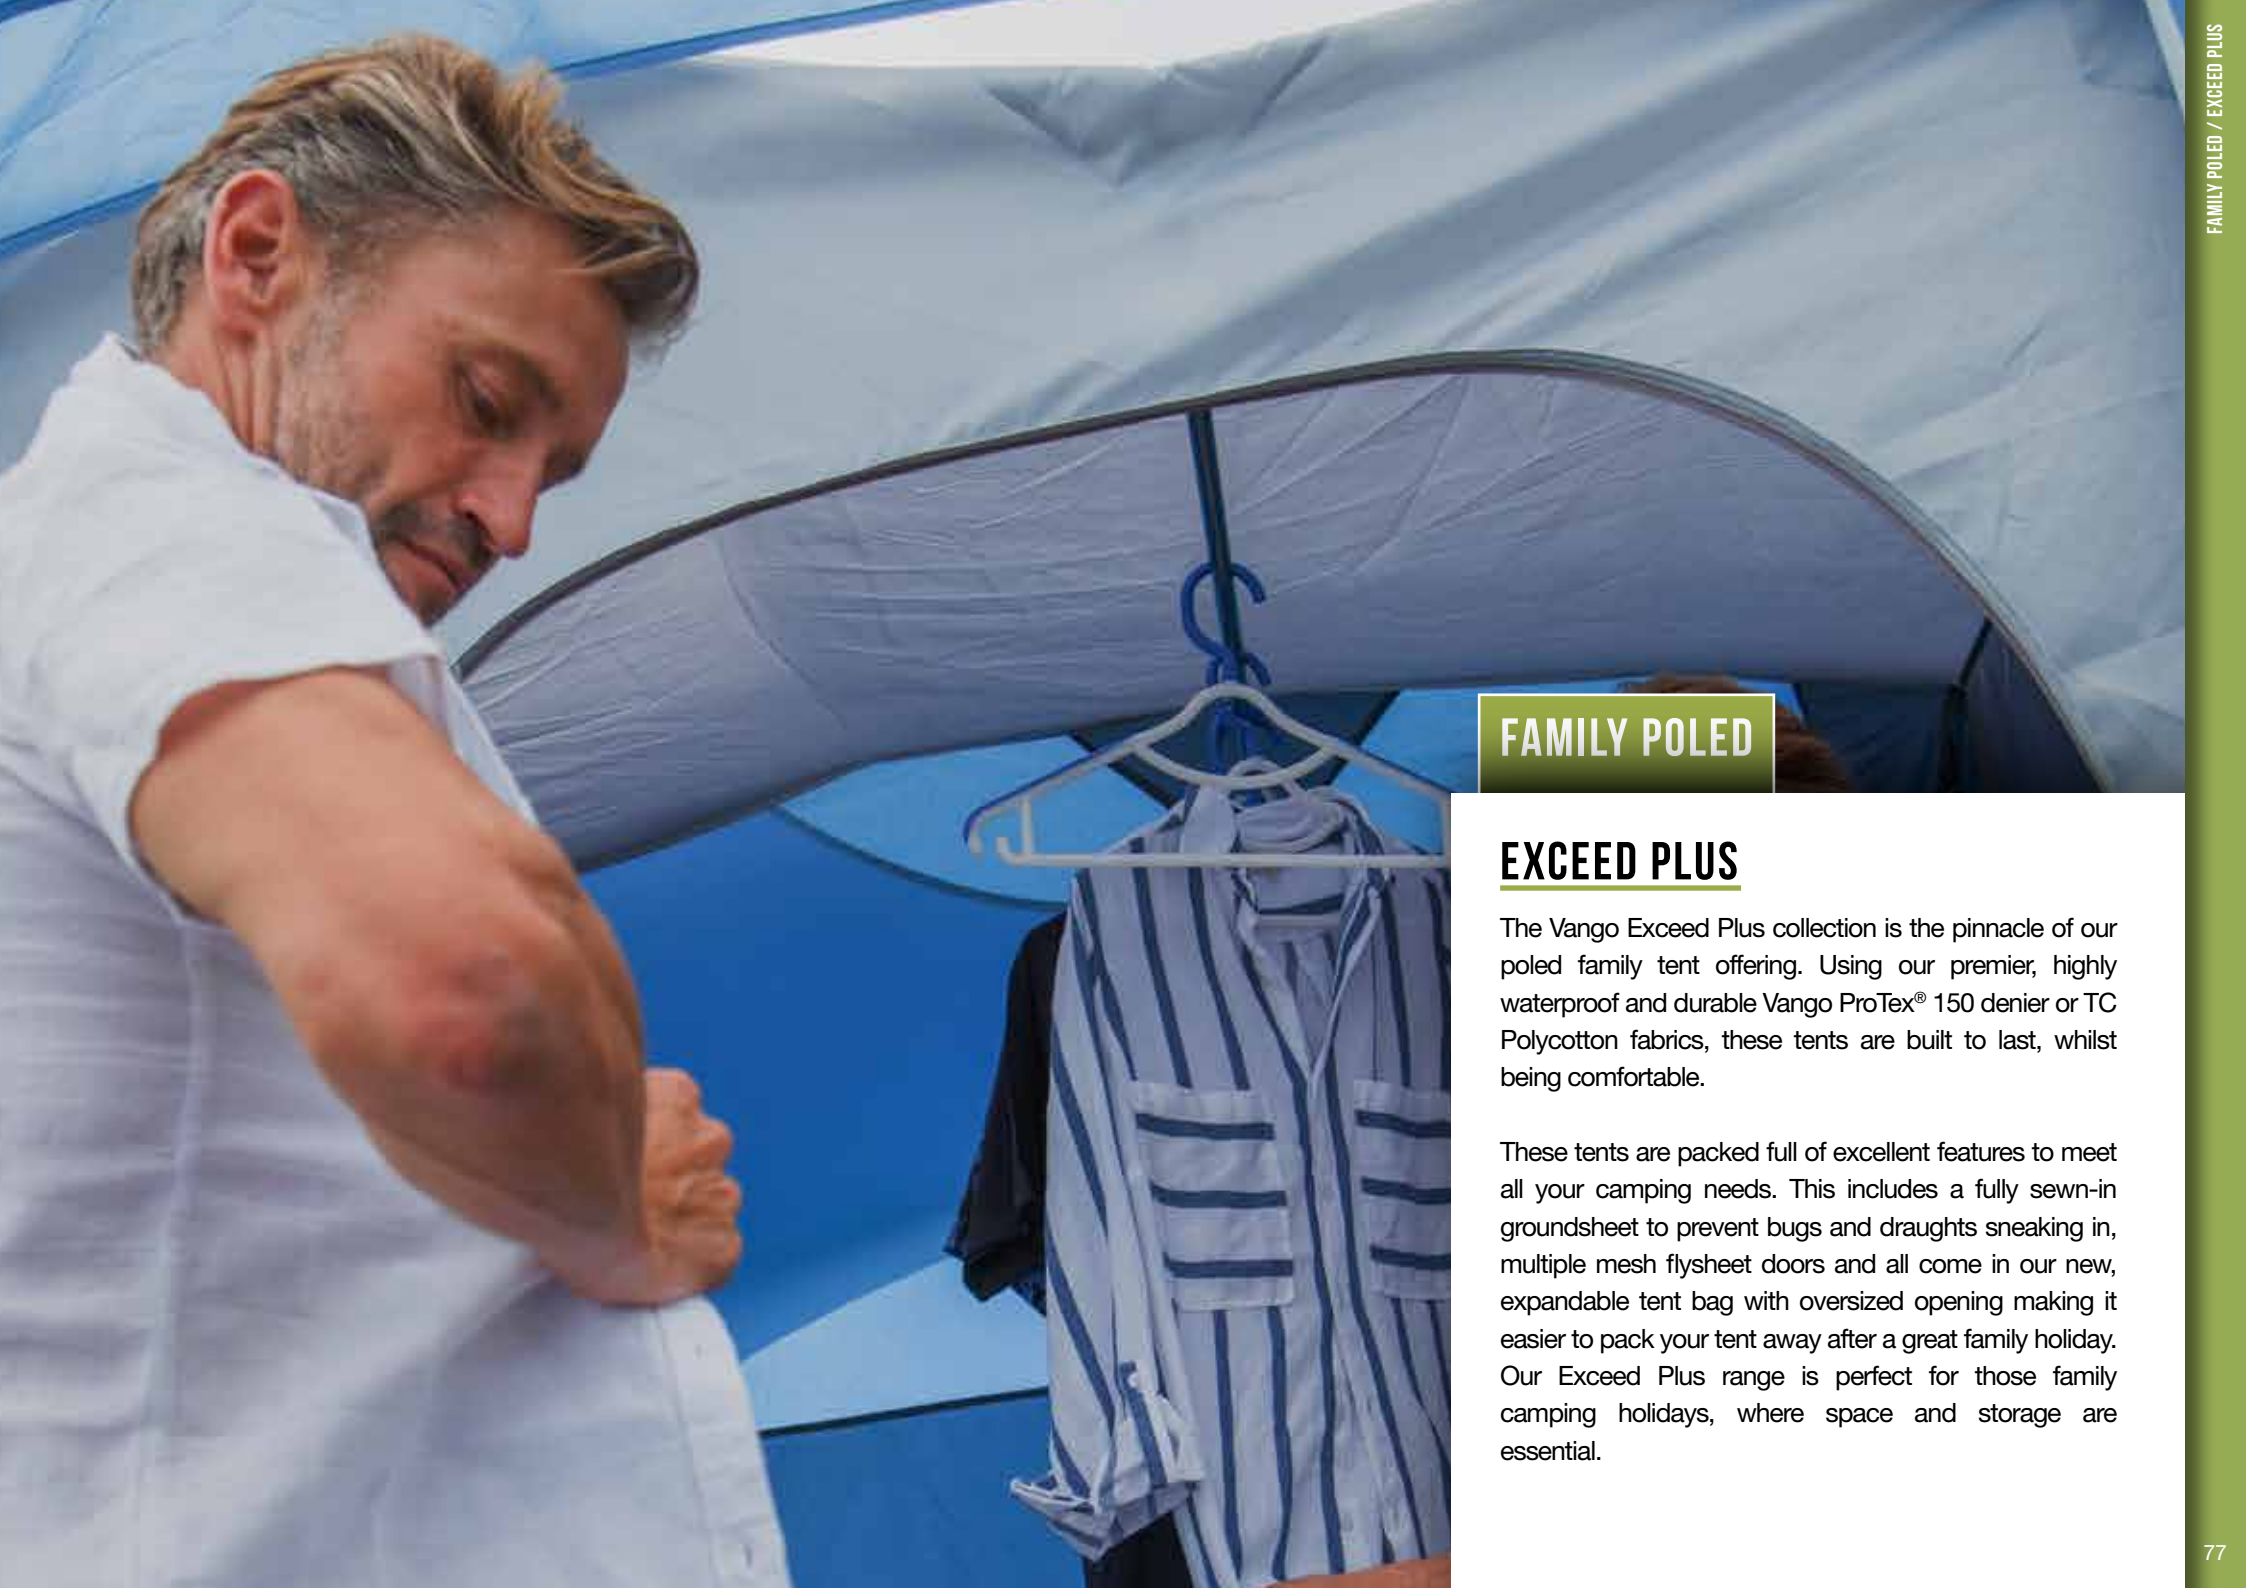 FAMILY POLED / EXCEED PLUS
FAMILY POLED
EXCEED PLUS
The Vango Exceed Plus collection is the pinnacle of our
poled family tent offering. Using our premier, highly
waterproof and durable Vango ProTex® 150 denier or TC
Polycotton fabrics, these tents are built to last, whilst
being comfortable.
These tents are packed full of excellent features to meet
all your camping needs. This includes a fully sewn-in
groundsheet to prevent bugs and draughts sneaking in,
multiple mesh flysheet doors and all come in our new,
expandable tent bag with oversized opening making it
easier to pack your tent away after a great family holiday.
Our Exceed Plus range is perfect for those family
camping holidays, where space and storage are
essential.
77